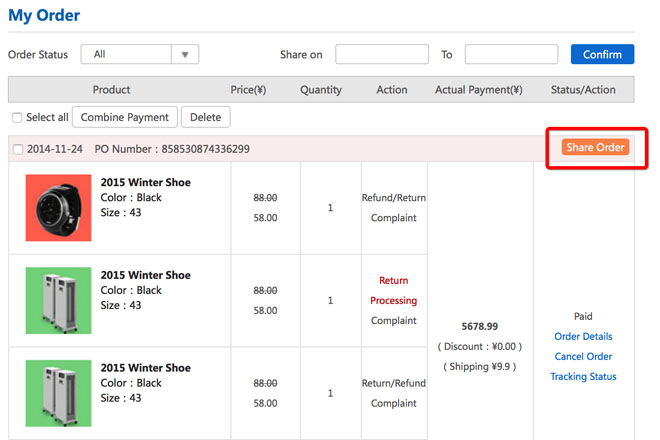 My Order
Order Status All Share on To Confirm
Product Price(¥) Quantity Action Actual Payment(¥) Status/Action
Select all Combine Payment Delete
2014-11-24 PO Number : 858530874336299 Share Order
2015 Winter Shoe
Color : Black
Size : 43
88.00
58.00
1
Refund/Return
Complaint
2015 Winter Shoe
Color : Black
Size : 43
88.00
58.00
1
Return
Processing
Complaint
5678.99
( Discount : ¥0.00 )
( Shipping ¥9.9 )
Paid
Order Details
Cancel Order
Tracking Status
2015 Winter Shoe
Color : Black
Size : 43
88.00
58.00
1
Return/Refund
Complaint